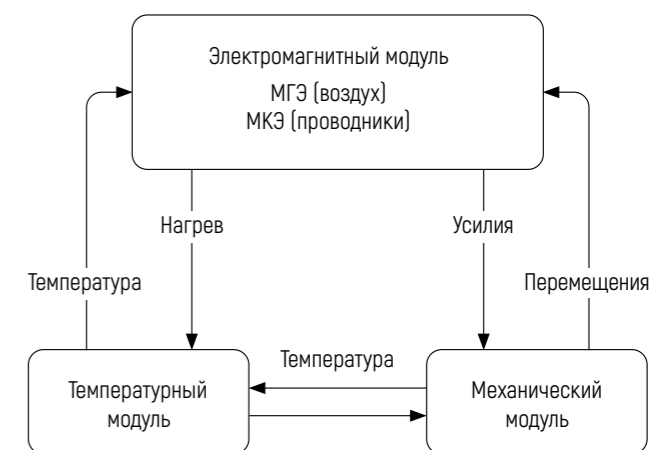 Электромагнитный модуль
МГЭ (воздух)
МКЭ (проводники)
Нагрев
Усилия
Температура
Перемещения
Температура
Температурный
модуль
Механический
модуль